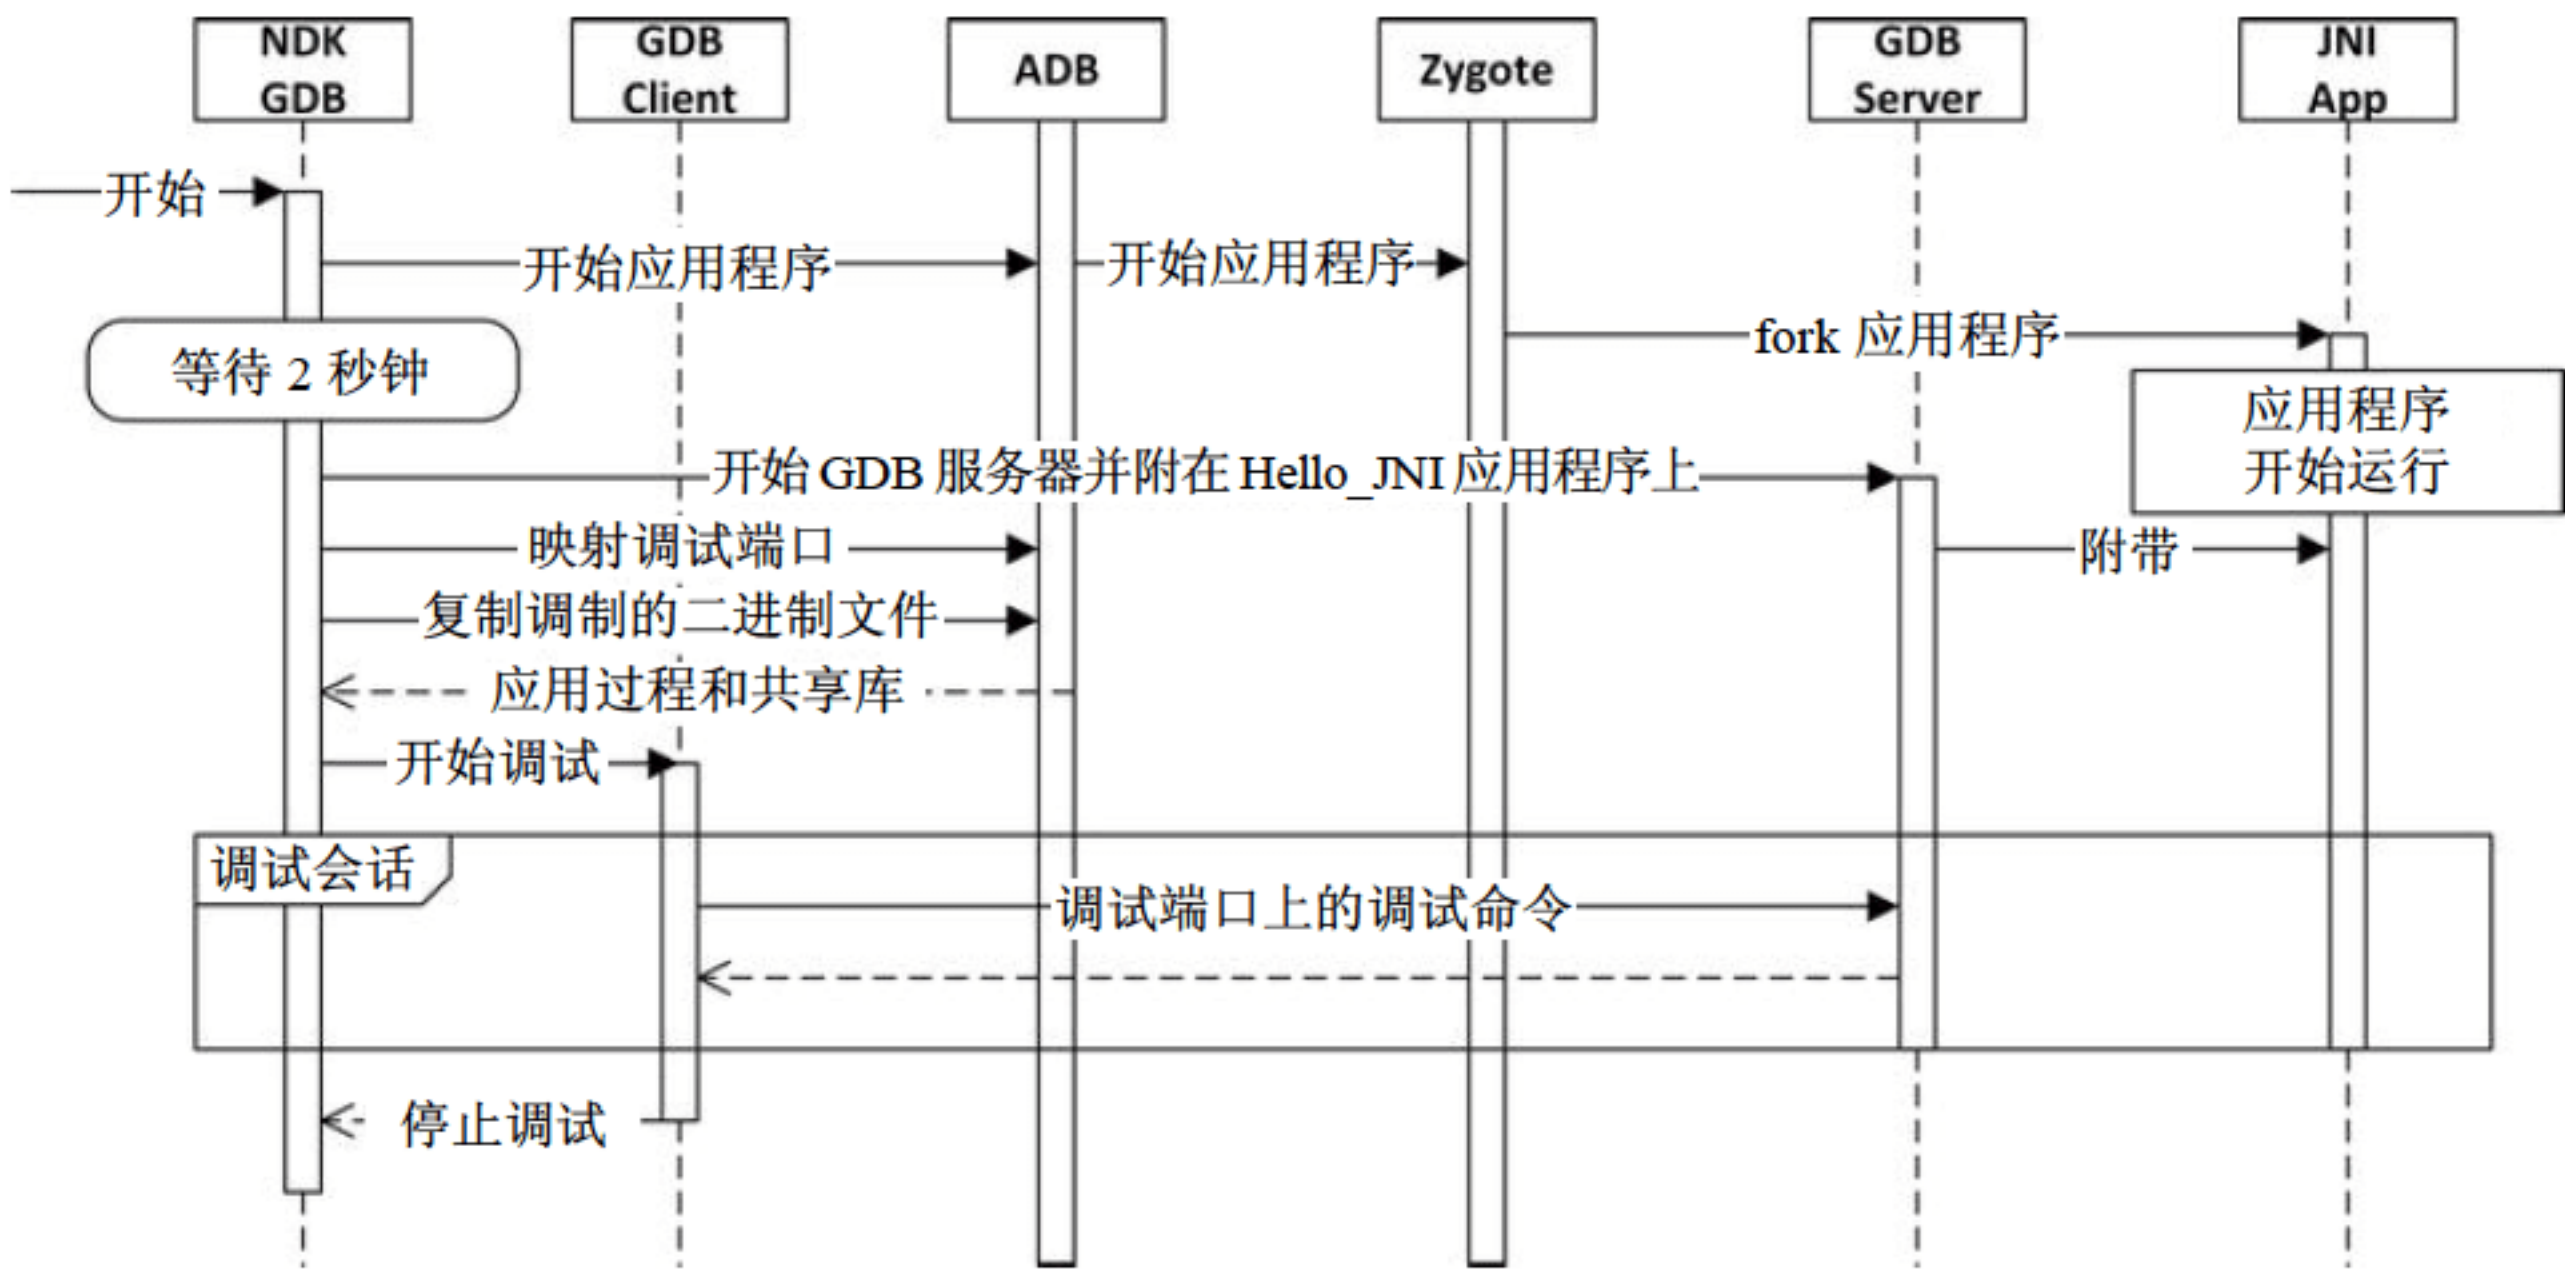 NDK
GDB
GDB
Client
ADB
Zygote
GDB
Server
JNI
App
开始
开始应用程序
开始应用程序
fork 应用程序
等待 2 秒钟
应用程序
开始运行
开始 GDB 服务器并附在 Hello_JNI 应用程序上
映射调试端口
附带
复制调制的二进制文件
应用过程和共享库
开始调试
调试会话
调试端口上的调试命令
停止调试